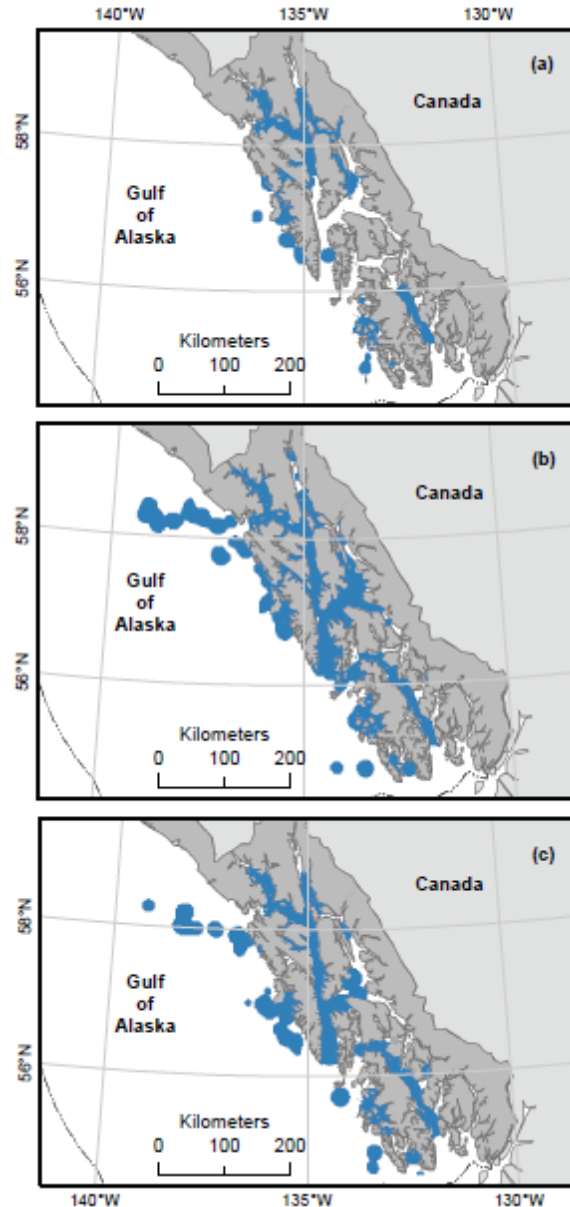 140°W 135°W 130°W
(a)
Canada
58°N
Gulf
of
Alaska
56°N
Kilometers
0 100 200
(b)
Canada
58°N
Gulf
of
Alaska
56°N
Kilometers
0 100 200
(c)
Canada
58°N
Gulf
of
Alaska
56°N
Kilometers
0 100 200
140°W 135°W 130°W